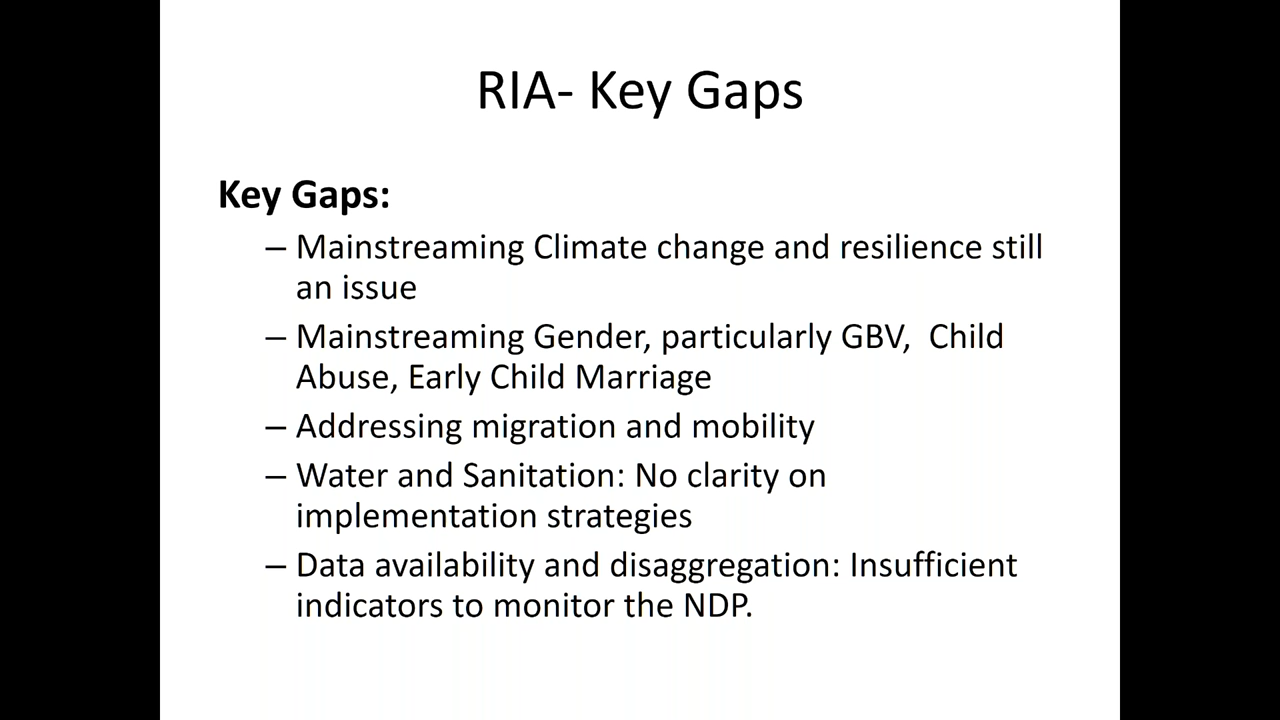 RIA- Key Gaps
Key Gaps:
– Mainstreaming Climate change and resilience still
an issue
– Mainstreaming Gender, particularly GBV,  Child
Abuse, Early Child Marriage
– Addressing migration and mobility
– Water and Sanitation: No clarity on
implementation strategies
– Data availability and disaggregation: Insufficient
indicators to monitor the NDP.